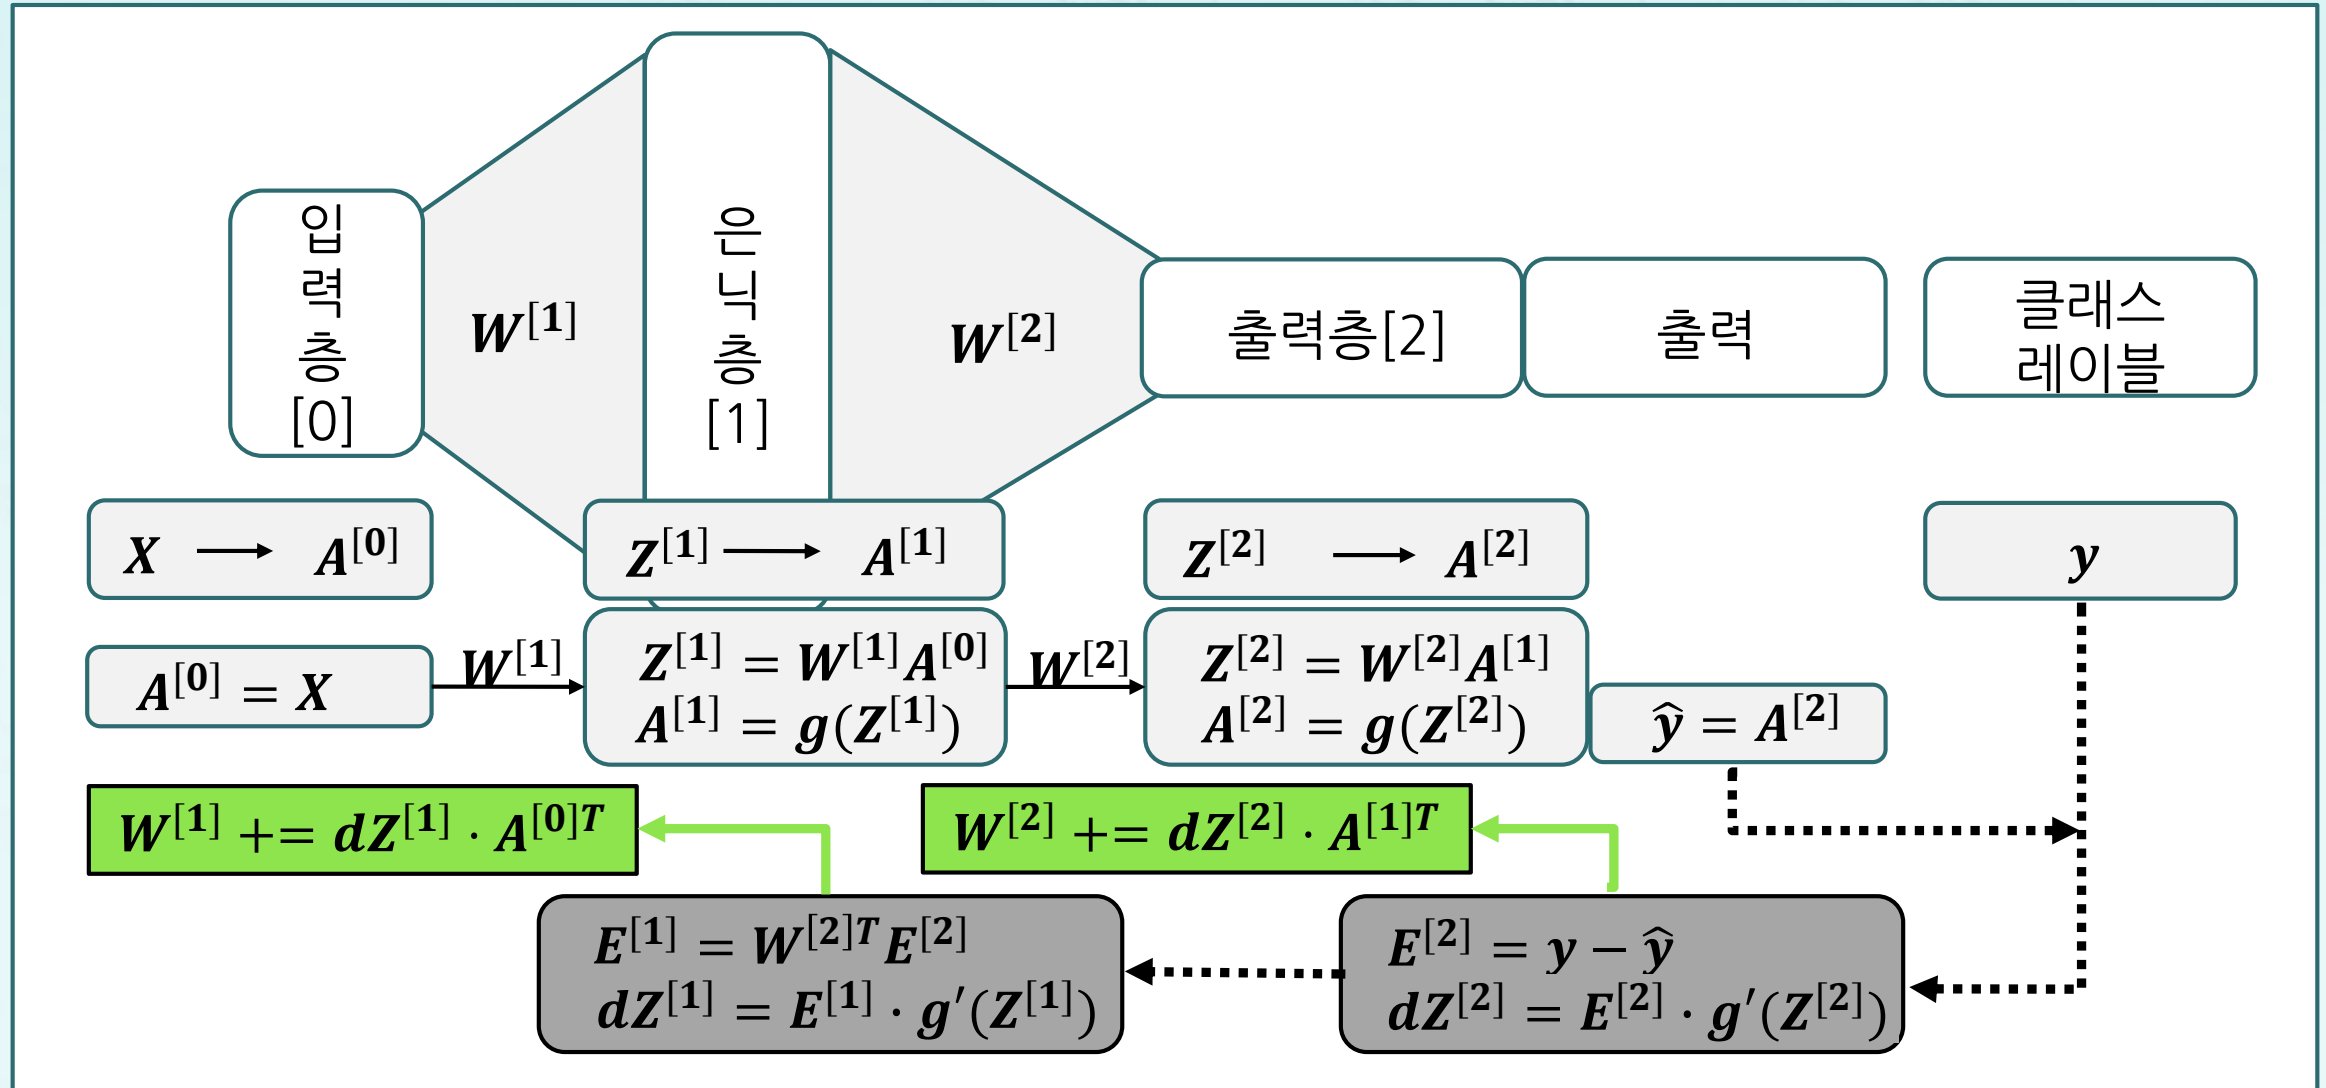 입
력
층
[0]
W^[1]
은
닉
층
[1]
W^[2]
출력층[2]
출력
클래스
레이블
X → A^[0]
Z^[1] → A^[1]
Z^[2] → A^[2]
y
A^[0] = X
W^[1]
Z^[1] = W^[1]A^[0]
A^[1] = g(Z^[1])
W^[2]
Z^[2] = W^[2]A^[1]
A^[2] = g(Z^[2])
ŷ = A^[2]
W^[1] += dZ^[1] · A^[0]T
W^[2] += dZ^[2] · A^[1]T
E^[1] = W^[2]T E^[2]
dZ^[1] = E^[1] · g′(Z^[1])
E^[2] = y − ŷ
dZ^[2] = E^[2] · g′(Z^[2])